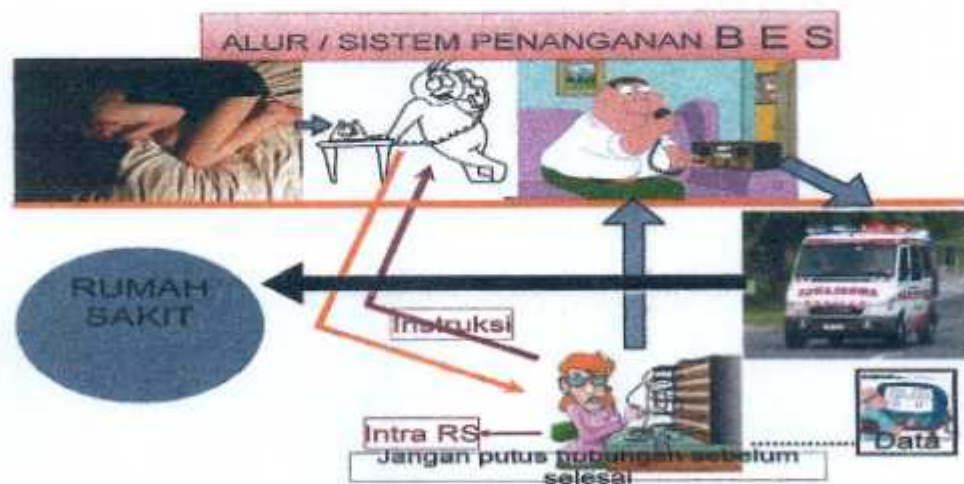 ALUR / SISTEM PENANGANAN B E S
RUMAH
SAKIT
Instruksi
Intra RS
Data
Jangan putus hubungan sebelum
selesai